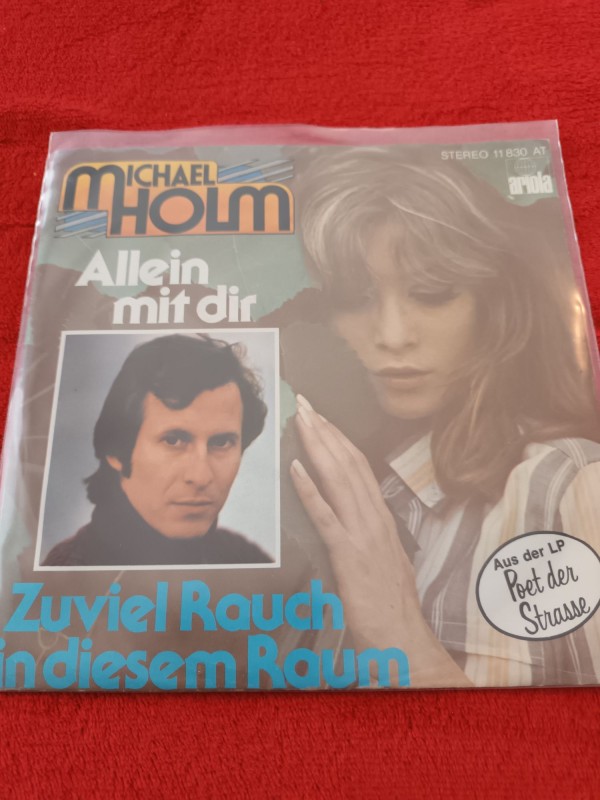 STEREO 11 830 AT
ariola
MICHAEL
HOLM
Allein
mit dir
Zuviel Rauch
in diesem Raum
Aus der LP
Poet der
Strasse